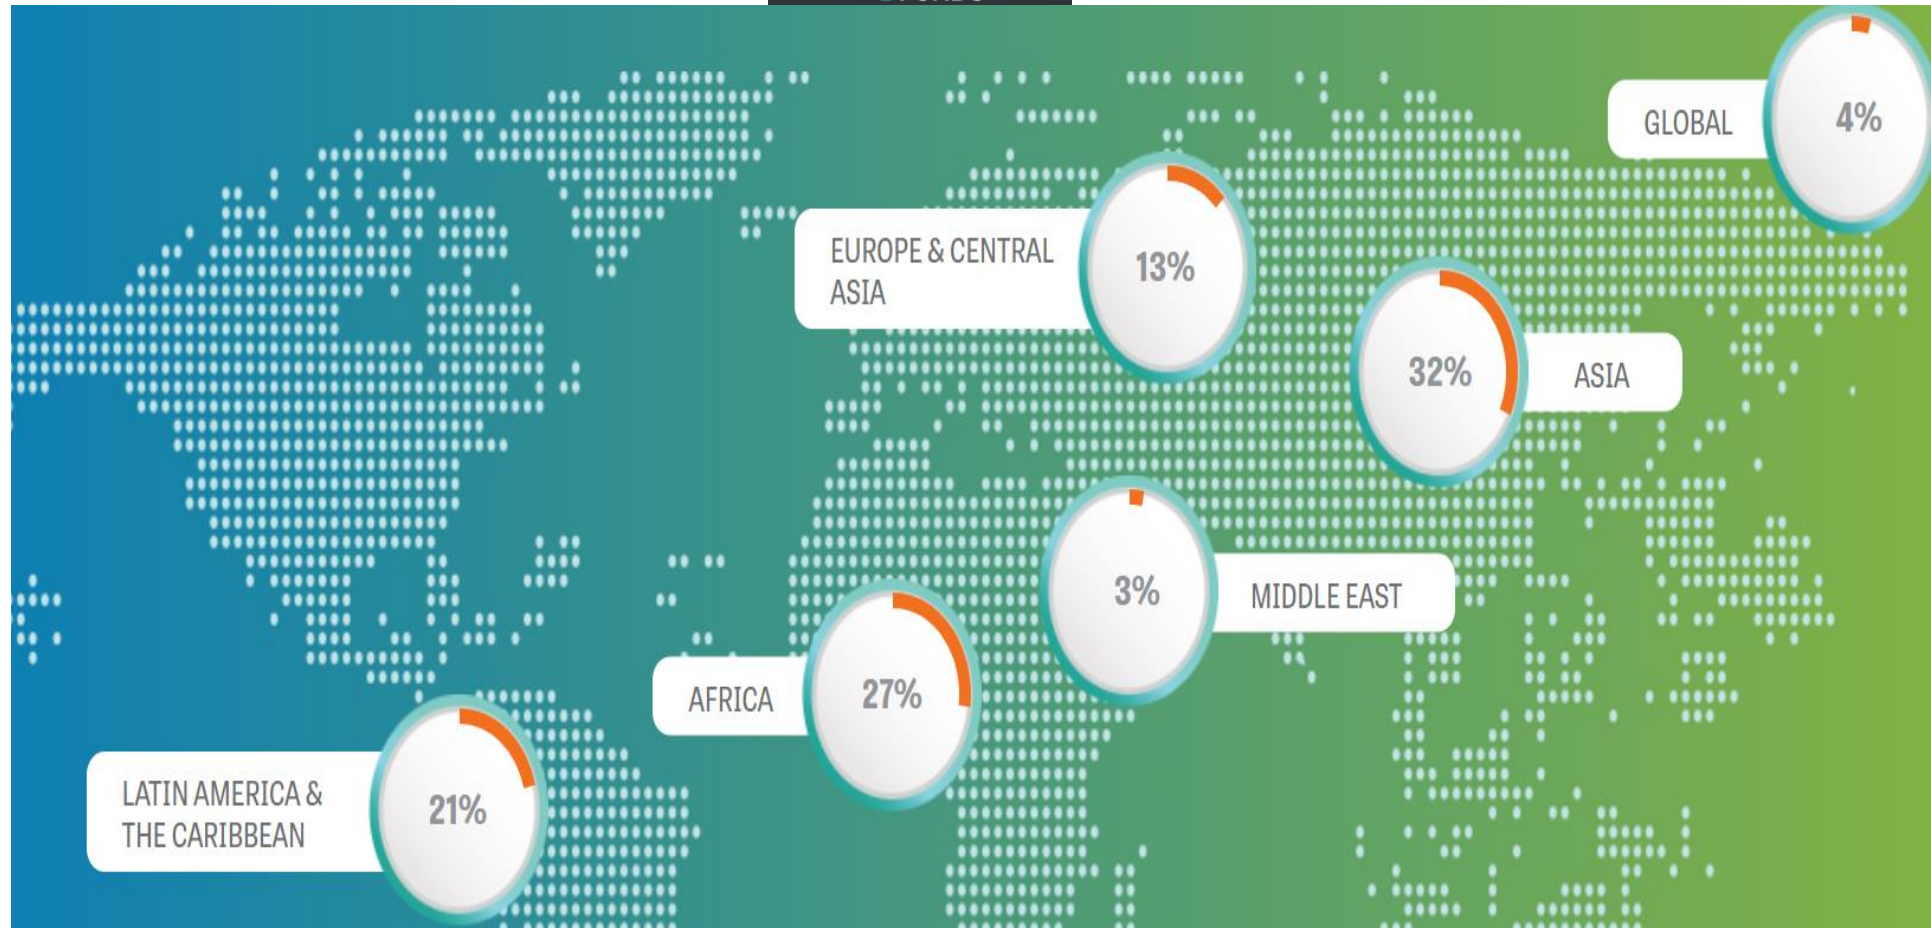 GLOBAL
4%
EUROPE & CENTRAL
ASIA
13%
32%
ASIA
3%
MIDDLE EAST
AFRICA
27%
LATIN AMERICA &
THE CARIBBEAN
21%